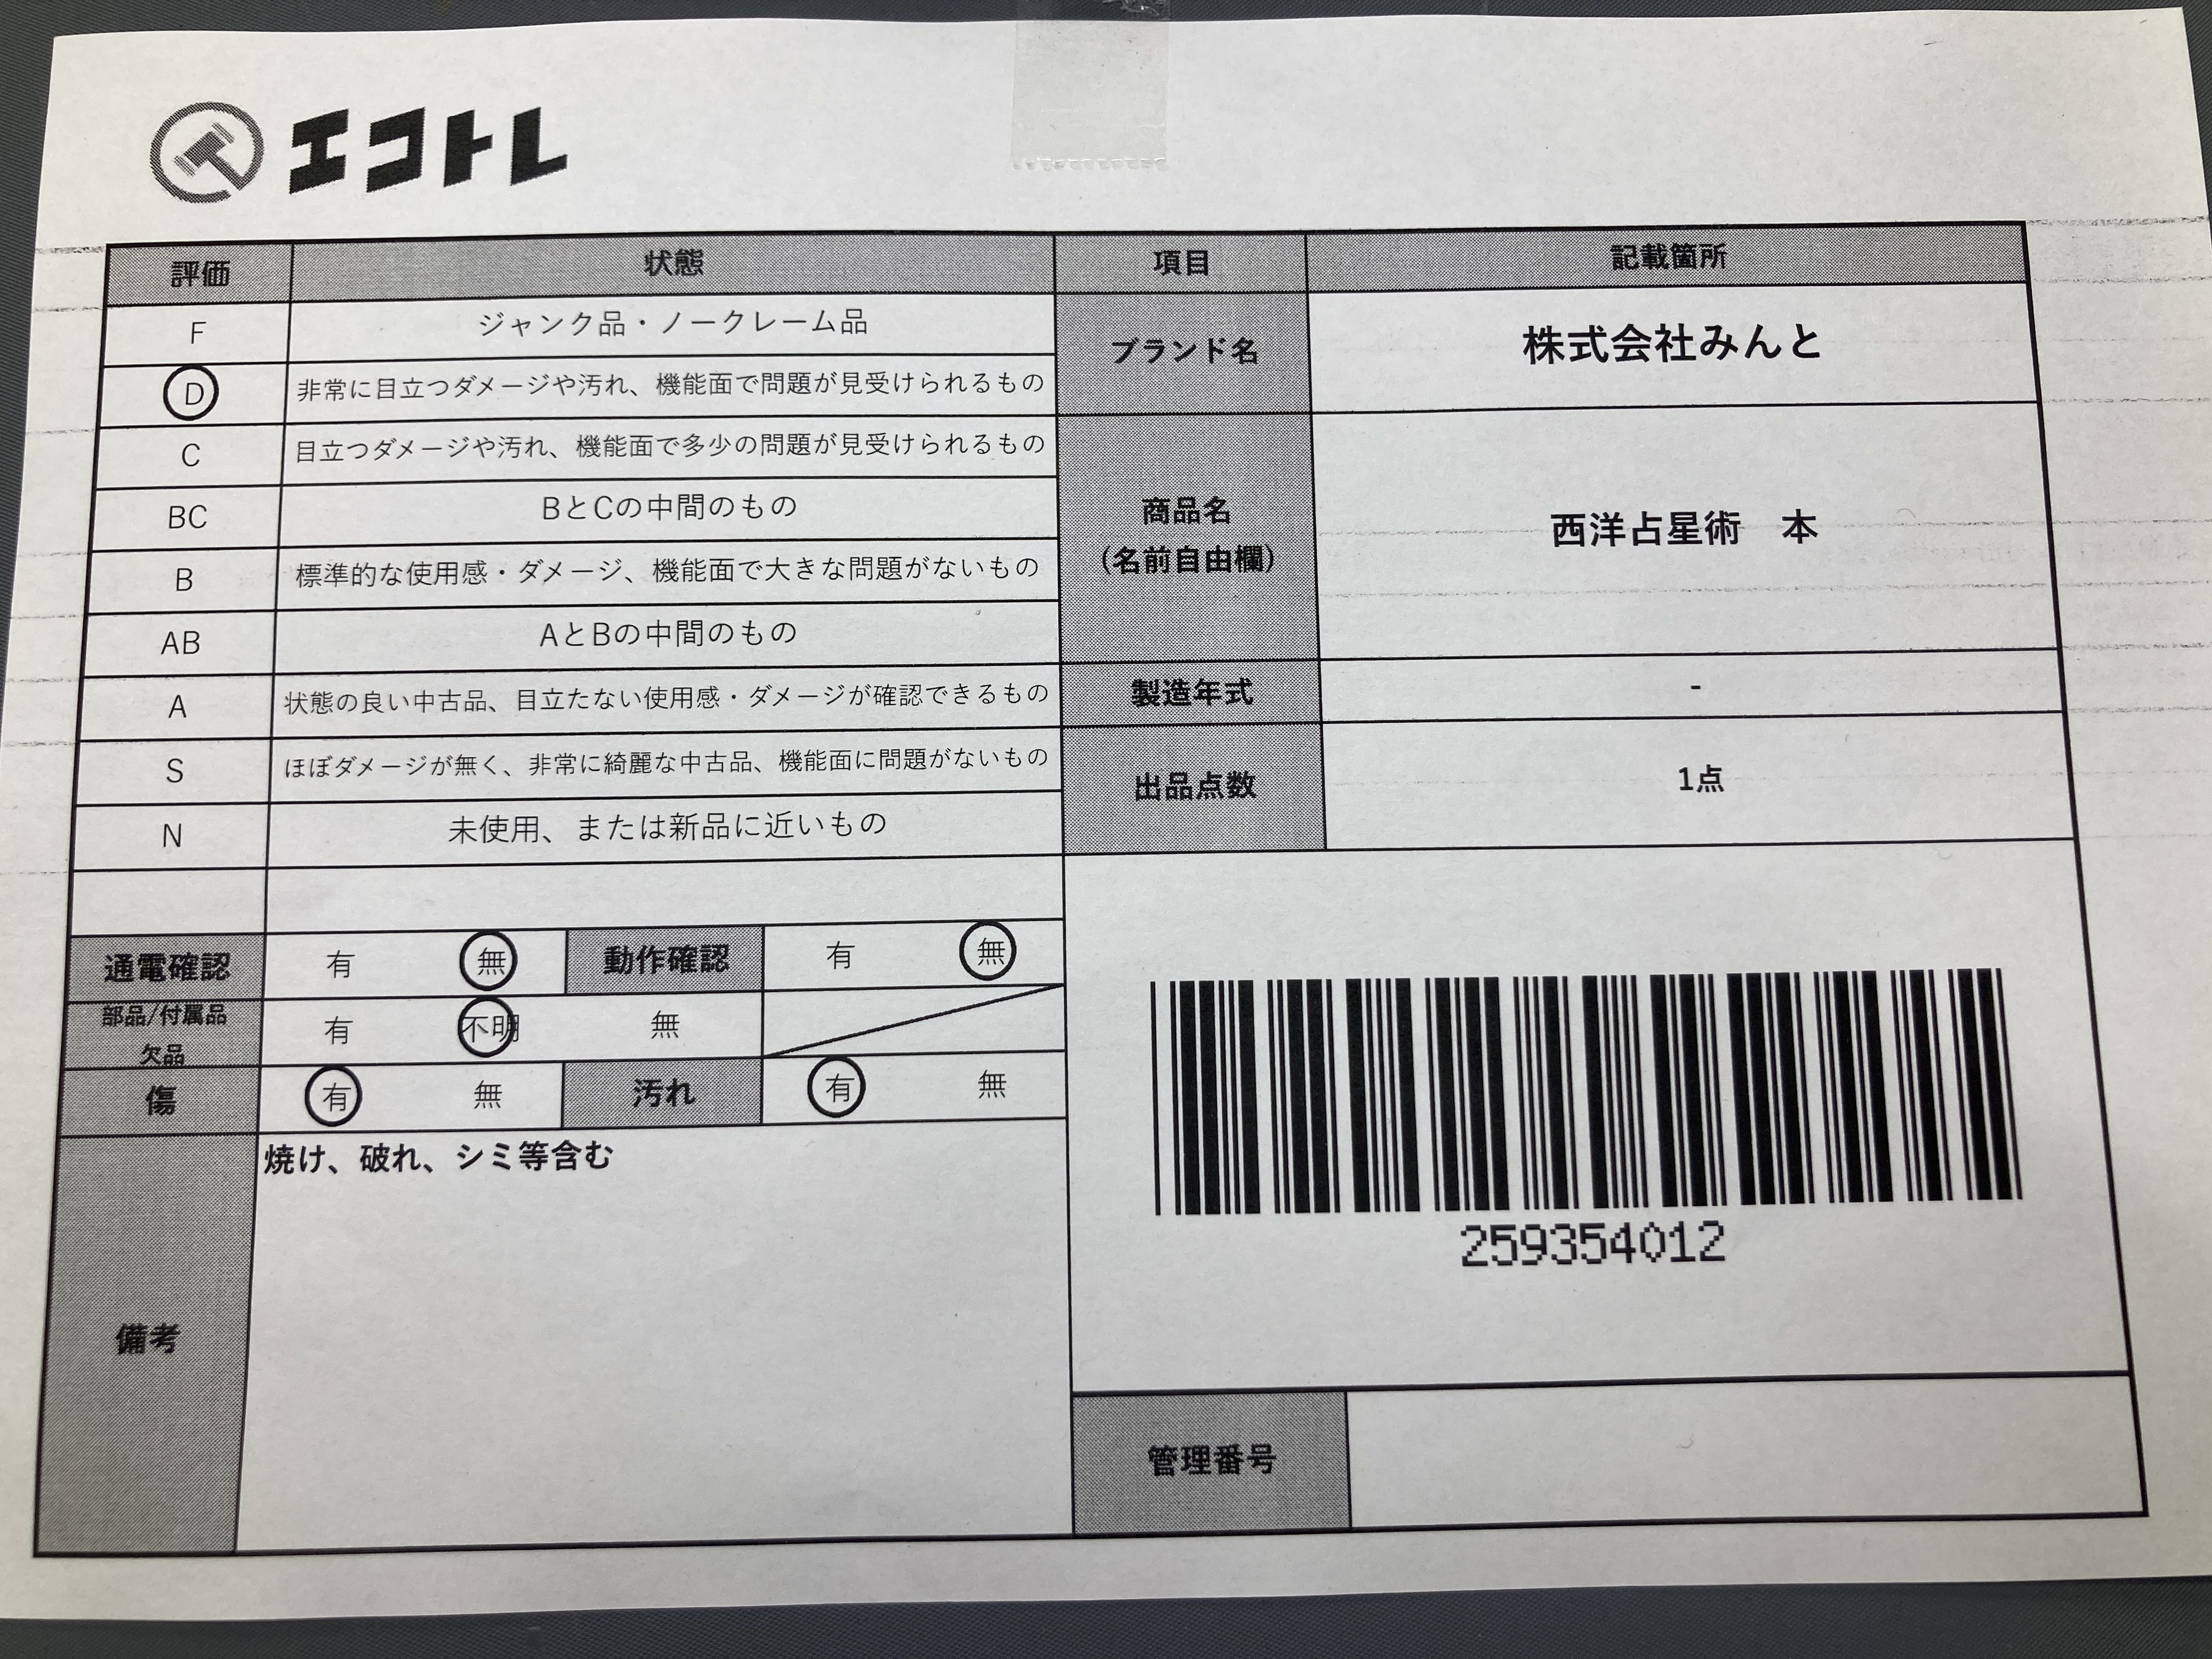 エコトレ
評価 状態 項目 記載箇所
F ジャンク品・ノークレーム品
D 非常に目立つダメージや汚れ、機能面で問題が見受けられるもの
C 目立つダメージや汚れ、機能面で多少の問題が見受けられるもの
BC BとCの中間のもの
B 標準的な使用感・ダメージ、機能面で大きな問題がないもの
AB AとBの中間のもの
A 状態の良い中古品、目立たない使用感・ダメージが確認できるもの
S ほぼダメージが無く、非常に綺麗な中古品、機能面に問題がないもの
N 未使用、または新品に近いもの
ブランド名 株式会社みんと
商品名
(名前自由欄)
西洋占星術 本
製造年式 -
出品点数 1点
通電確認 有 無 動作確認 有 無
部品/付属品
欠品
有 不明 無
傷 有 無 汚れ 有 無
備考
焼け、破れ、シミ等含む
259354012
管理番号